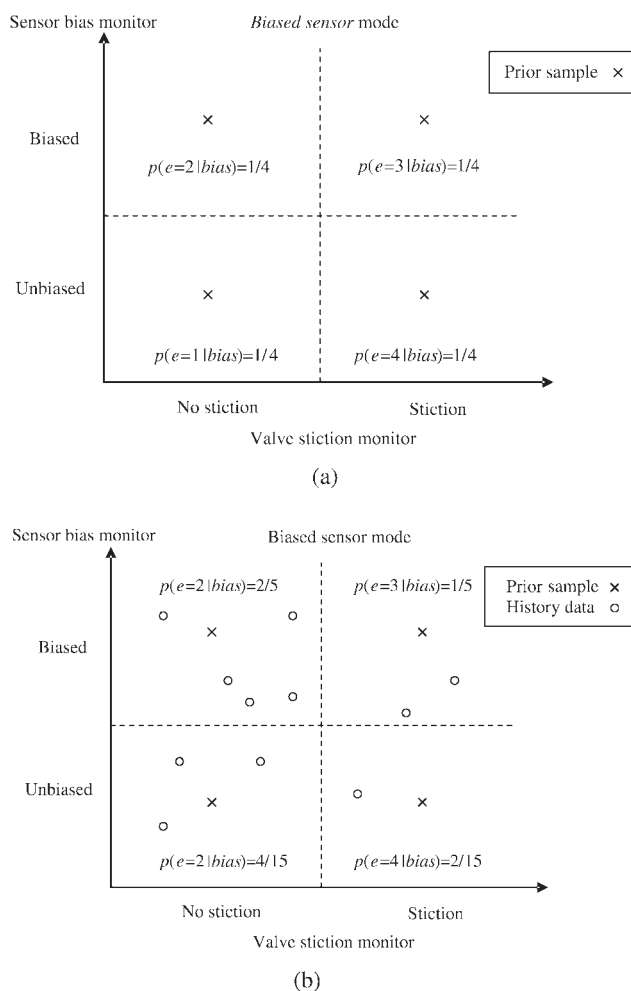 Sensor bias monitor
Biased sensor mode
Prior sample ×
Biased
p(e=2|bias)=1/4
p(e=3|bias)=1/4
Unbiased
p(e=1|bias)=1/4
p(e=4|bias)=1/4
No stiction
Stiction
Valve stiction monitor
(a)
Sensor bias monitor
Biased sensor mode
p(e=2|bias)=2/5
p(e=3|bias)=1/5
Prior sample ×
History data o
Biased
Unbiased
p(e=2|bias)=4/15
p(e=4|bias)=2/15
No stiction
Stiction
Valve stiction monitor
(b)